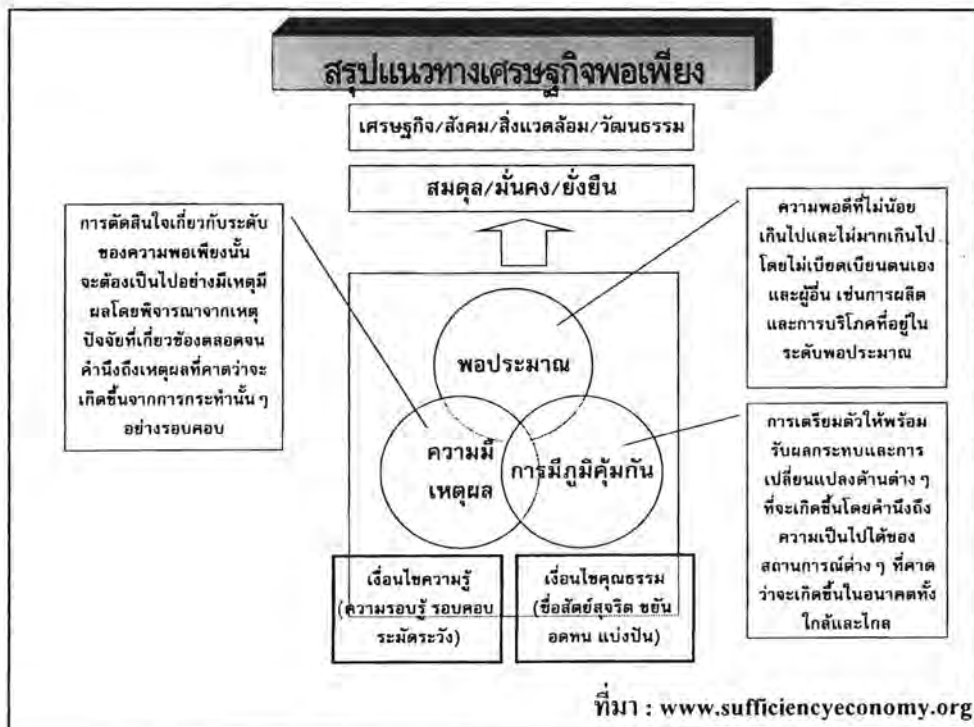 สรุปแนวทางเศรษฐกิจพอเพียง
เศรษฐกิจ/สังคม/สิ่งแวดล้อม/วัฒนธรรม
สมดุล/มั่นคง/ยั่งยืน
การตัดสินใจเกี่ยวกับระดับ
ของความพอเพียงนั้น
จะต้องเป็นไปอย่างมีเหตุมี
ผลโดยพิจารณาจากเหตุ
ปัจจัยที่เกี่ยวข้องตลอดจน
คำนึงถึงเหตุผลที่คาดว่าจะ
เกิดขึ้นจากการกระทำนั้น ๆ
อย่างรอบคอบ
ความพอดีที่ไม่น้อย
เกินไปและไม่มากเกินไป
โดยไม่เบียดเบียนตนเอง
และผู้อื่น เช่นการผลิต
และการบริโภคที่อยู่ใน
ระดับพอประมาณ
พอประมาณ
ความมี
เหตุผล
การมีภูมิคุ้มกัน
การเตรียมตัวให้พร้อม
รับผลกระทบและการ
เปลี่ยนแปลงด้านต่าง ๆ
ที่จะเกิดขึ้นโดยคำนึงถึง
ความเป็นไปได้ของ
สถานการณ์ต่าง ๆ ที่คาด
ว่าจะเกิดขึ้นในอนาคตทั้ง
ใกล้และไกล
เงื่อนไขความรู้
(ความรอบรู้ รอบคอบ
ระมัดระวัง)
เงื่อนไขคุณธรรม
(ซื่อสัตย์สุจริต ขยัน
อดทน แบ่งปัน)
ที่มา : www.sufficiencyeconomy.org